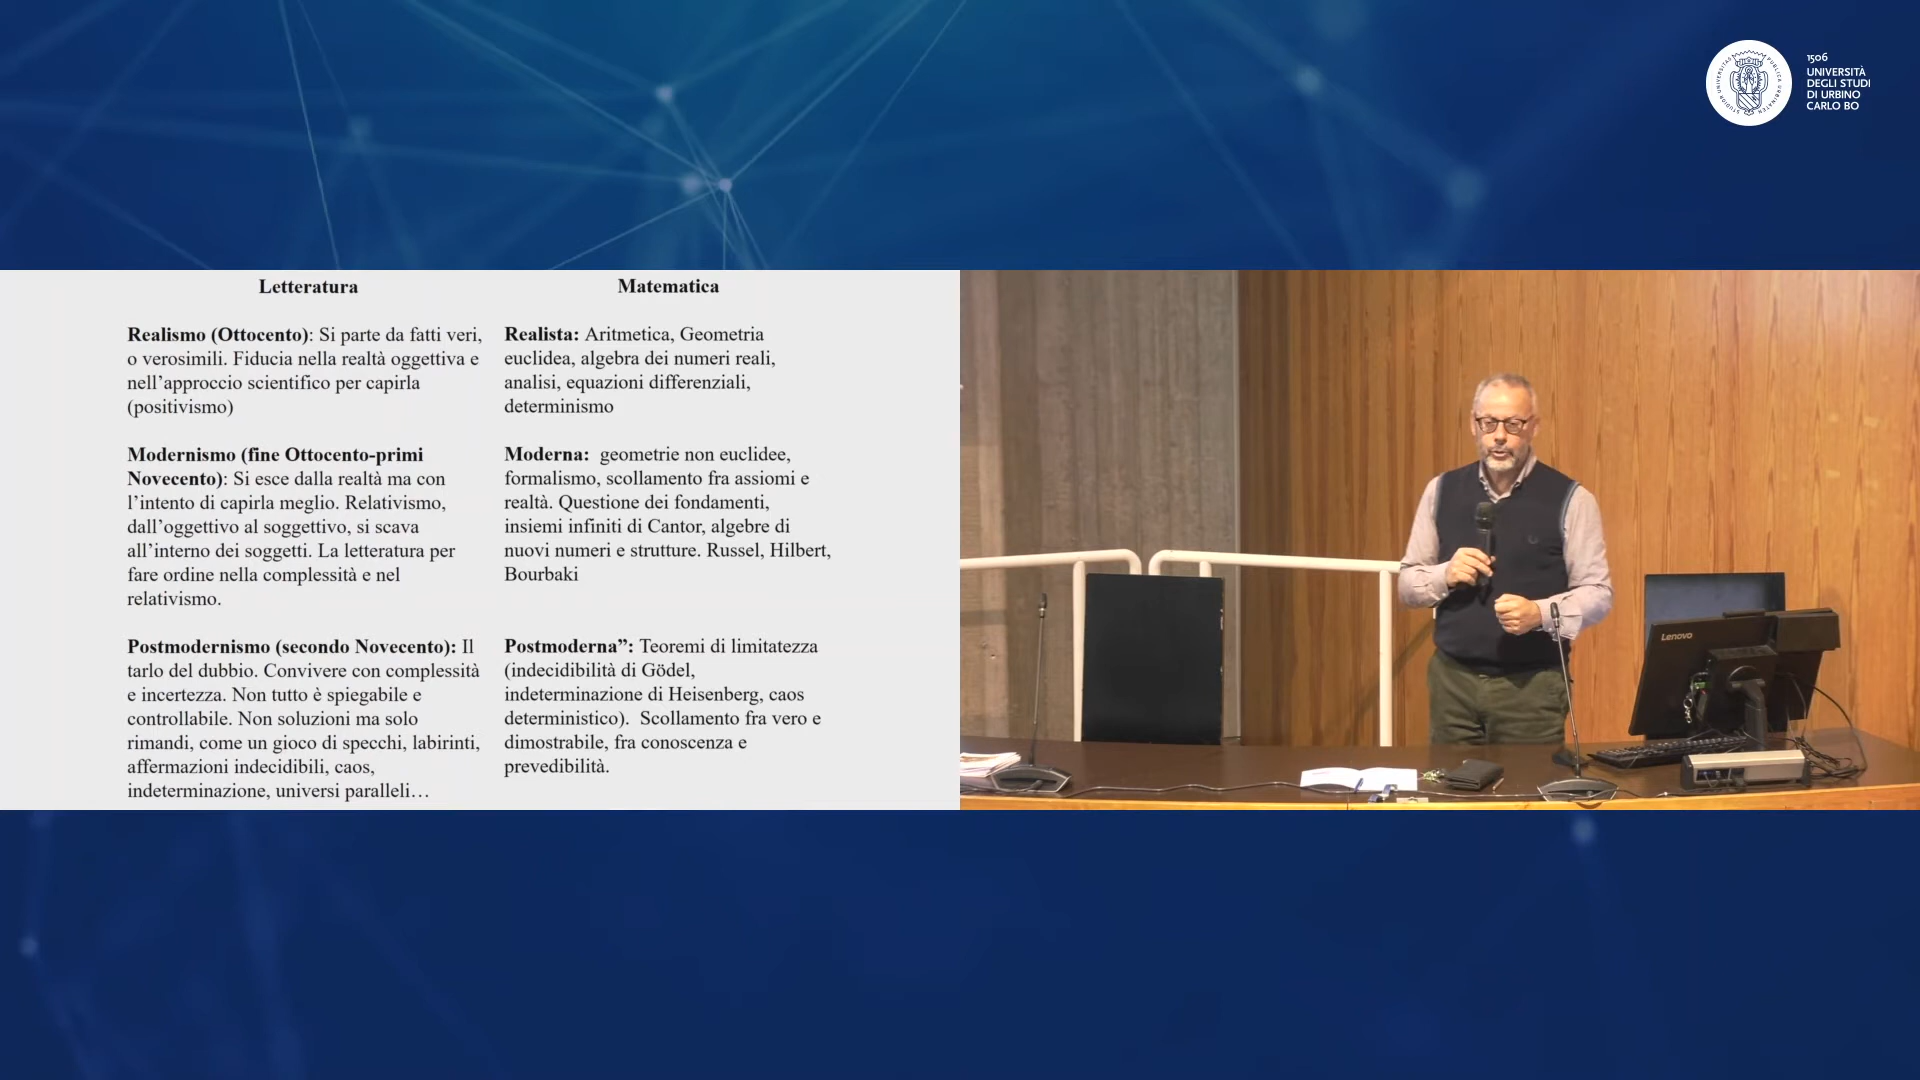 1506
UNIVERSITÀ
DEGLI STUDI
DI URBINO
CARLO BO
Letteratura
Realismo (Ottocento): Si parte da fatti veri,
o verosimili. Fiducia nella realtà oggettiva e
nell’approccio scientifico per capirla
(positivismo)
Modernismo (fine Ottocento-primi
Novecento): Si esce dalla realtà ma con
l’intento di capirla meglio. Relativismo,
dall’oggettivo al soggettivo, si scava
all’interno dei soggetti. La letteratura per
fare ordine nella complessità e nel
relativismo.
Postmodernismo (secondo Novecento): Il
tarlo del dubbio. Convivere con complessità
e incertezza. Non tutto è spiegabile e
controllabile. Non soluzioni ma solo
rimandi, come un gioco di specchi, labirinti,
affermazioni indecidibili, caos,
indeterminazione, universi paralleli…
Matematica
Realista: Aritmetica, Geometria
euclidea, algebra dei numeri reali,
analisi, equazioni differenziali,
determinismo
Moderna: geometrie non euclidee,
formalismo, scollamento fra assiomi e
realtà. Questione dei fondamenti,
insiemi infiniti di Cantor, algebre di
nuovi numeri e strutture. Russel, Hilbert,
Bourbaki
Postmoderna”: Teoremi di limitatezza
(indecidibilità di Gödel,
indeterminazione di Heisenberg, caos
deterministico). Scollamento fra vero e
dimostrabile, fra conoscenza e
prevedibilità.
Lenovo